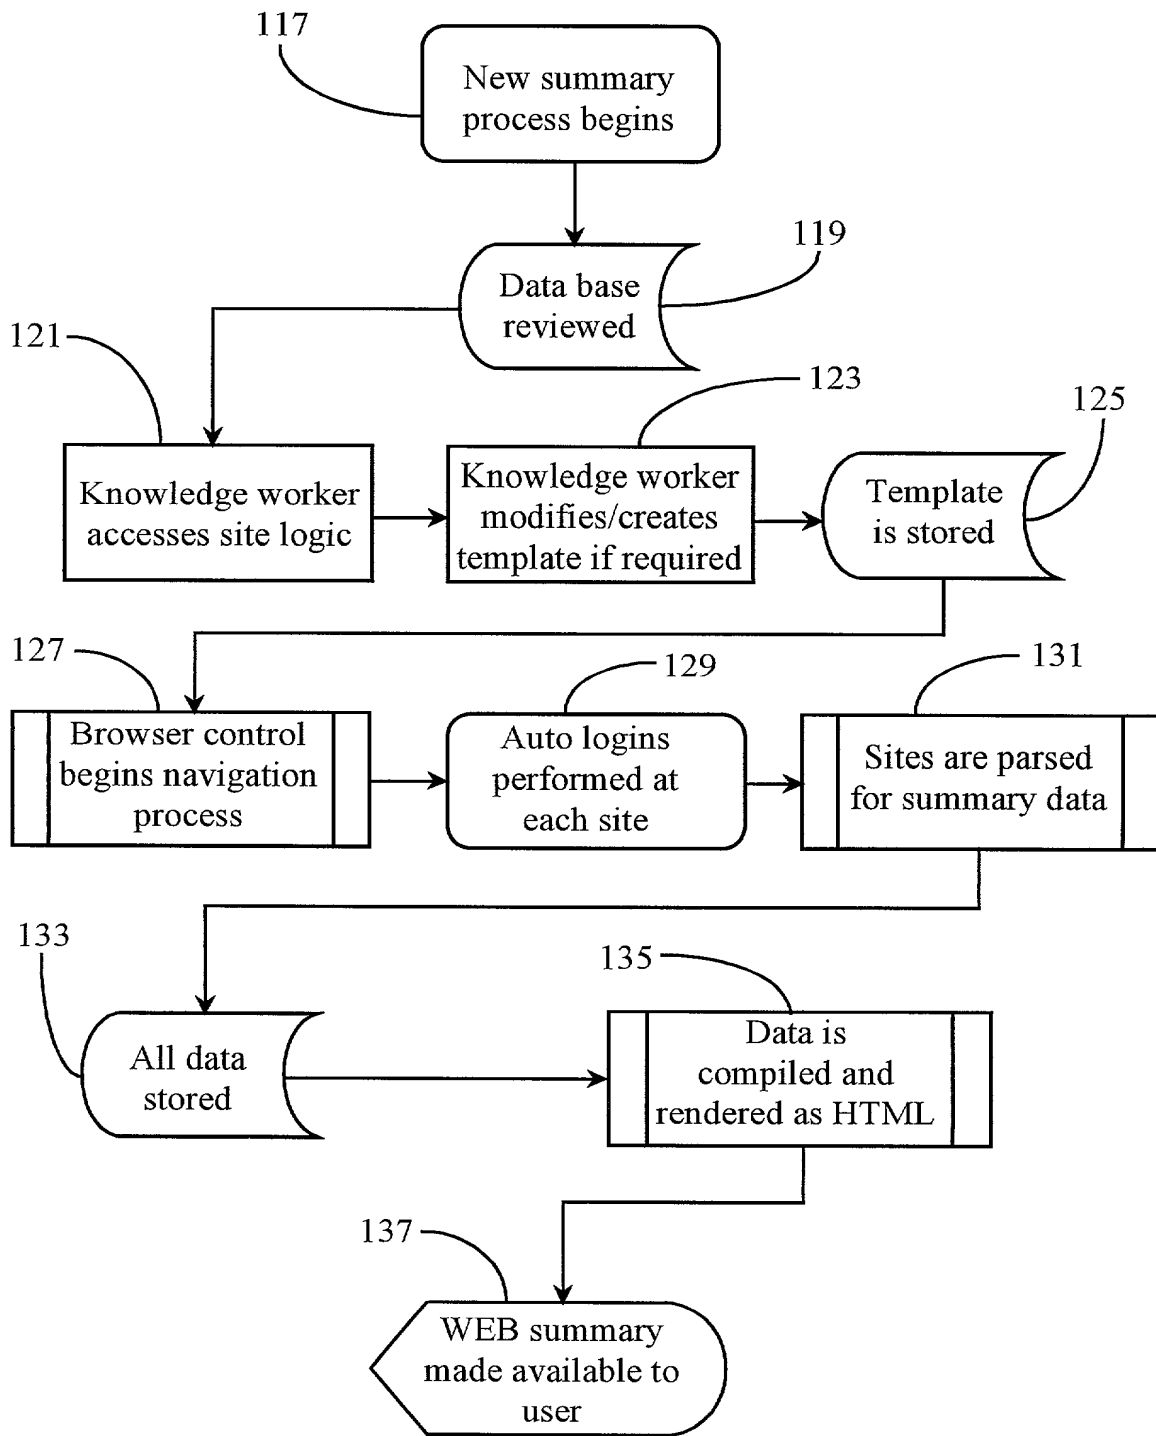 117
New summary
process begins
119
Data base
reviewed
121
123
125
Knowledge worker
accesses site logic
Knowledge worker
modifies/creates
template if required
Template
is stored
127
129
131
Browser control
begins navigation
process
Auto logins
performed at
each site
Sites are parsed
for summary data
133
135
All data
stored
Data is
compiled and
rendered as HTML
137
WEB summary
made available to
user